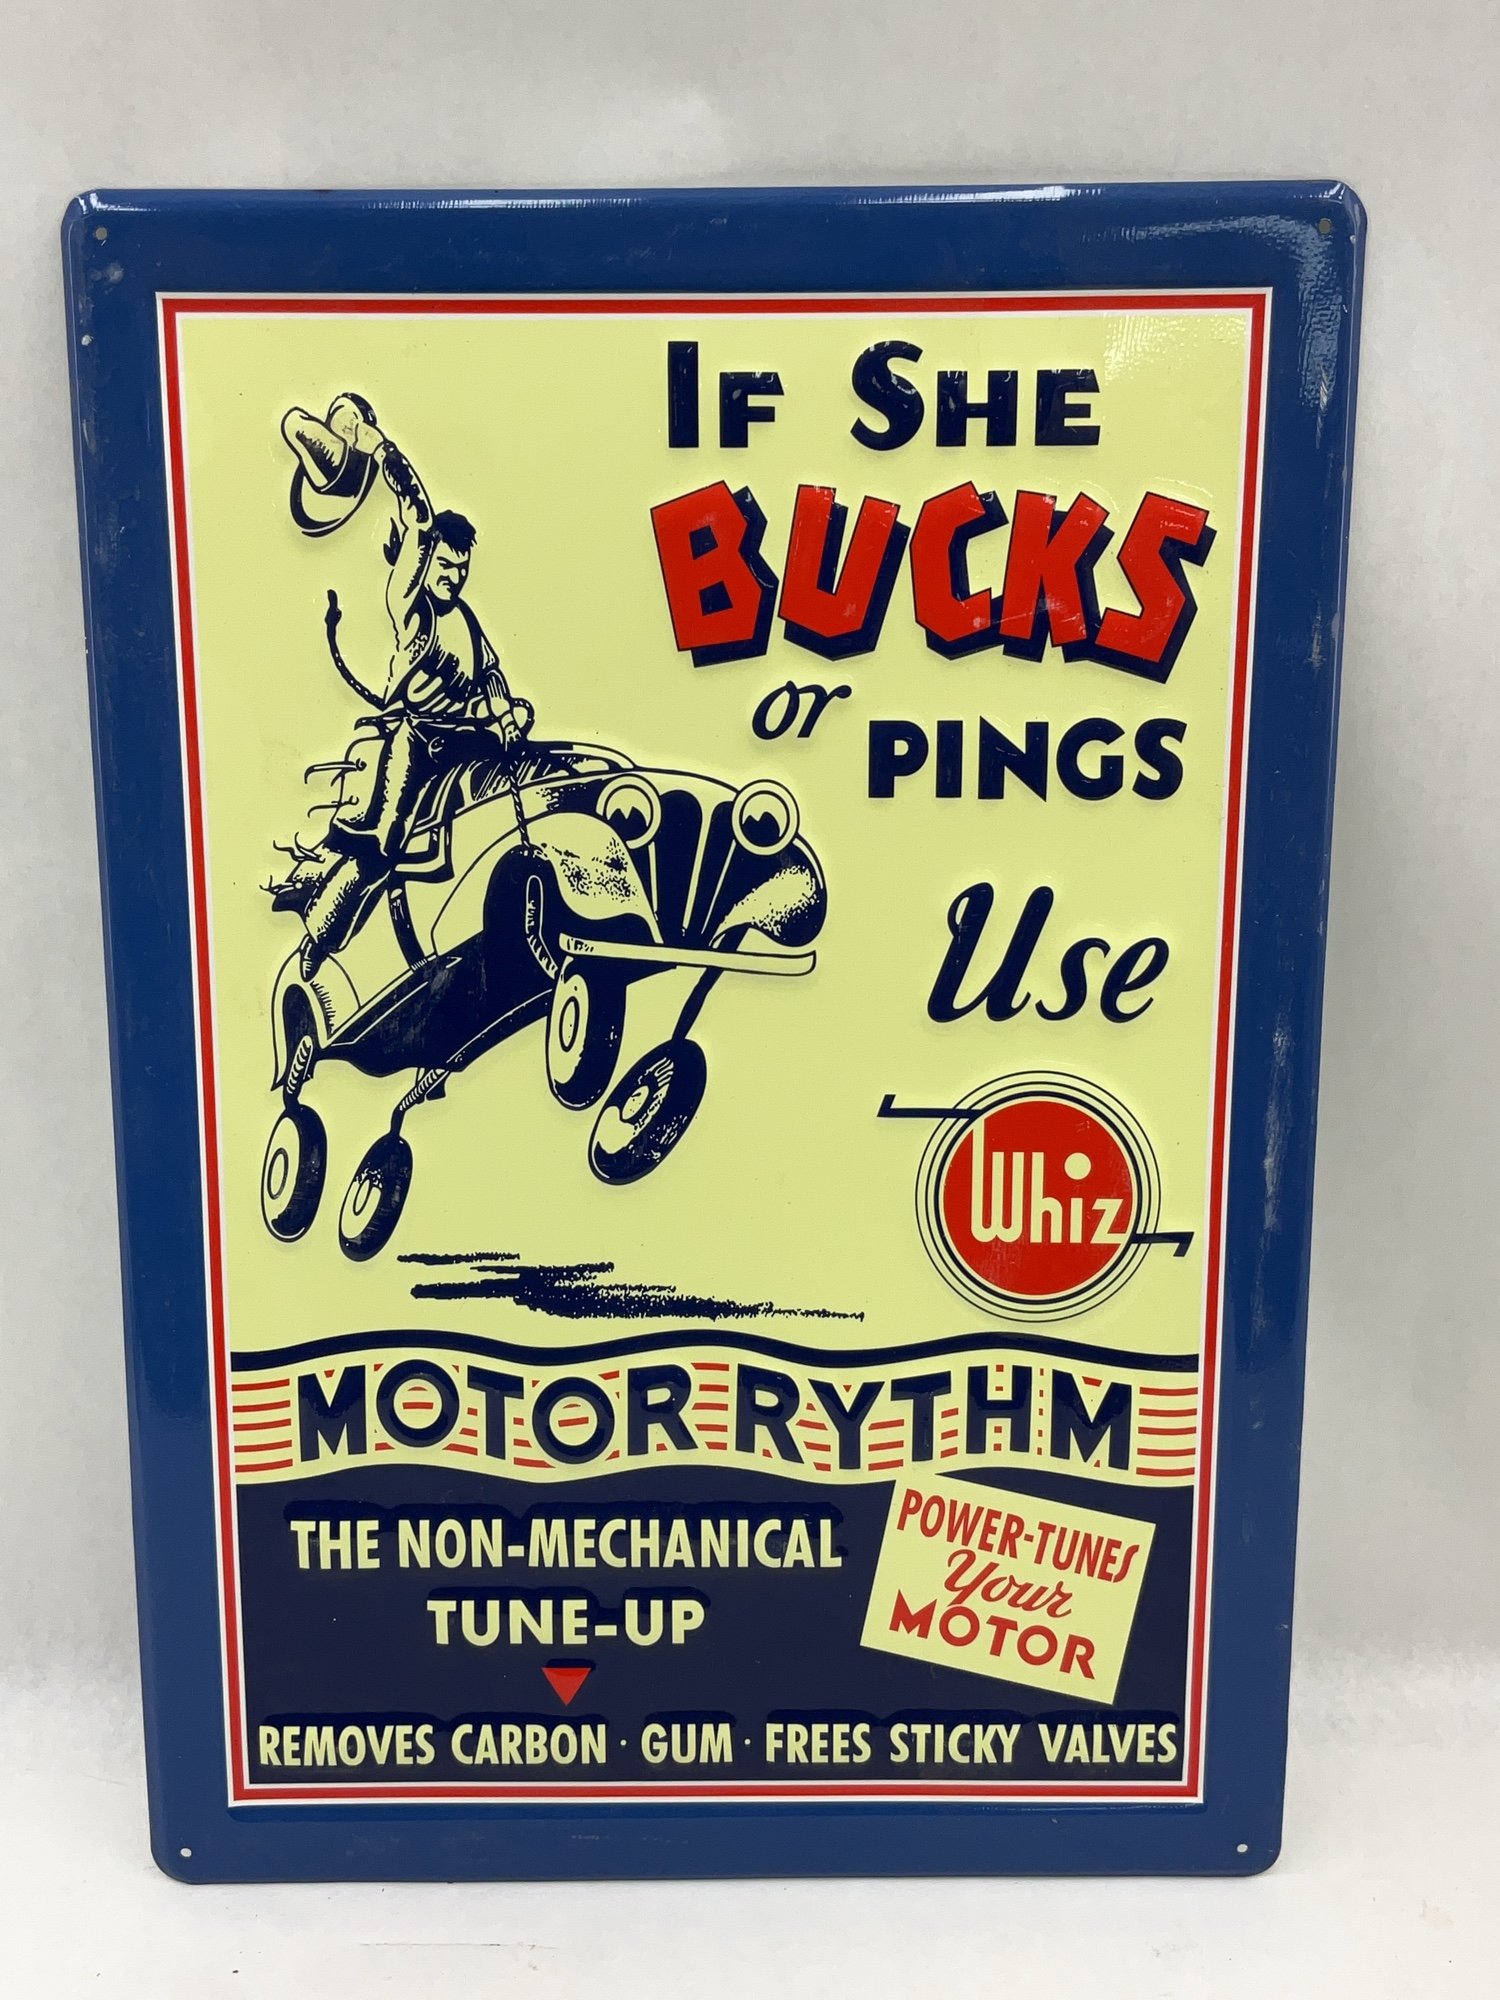 IF SHE
BUCKS
or PINGS
Use
Whiz
MOTOR RYTHM
THE NON-MECHANICAL
TUNE-UP
POWER-TUNES
Your
MOTOR
REMOVES CARBON · GUM · FREES STICKY VALVES